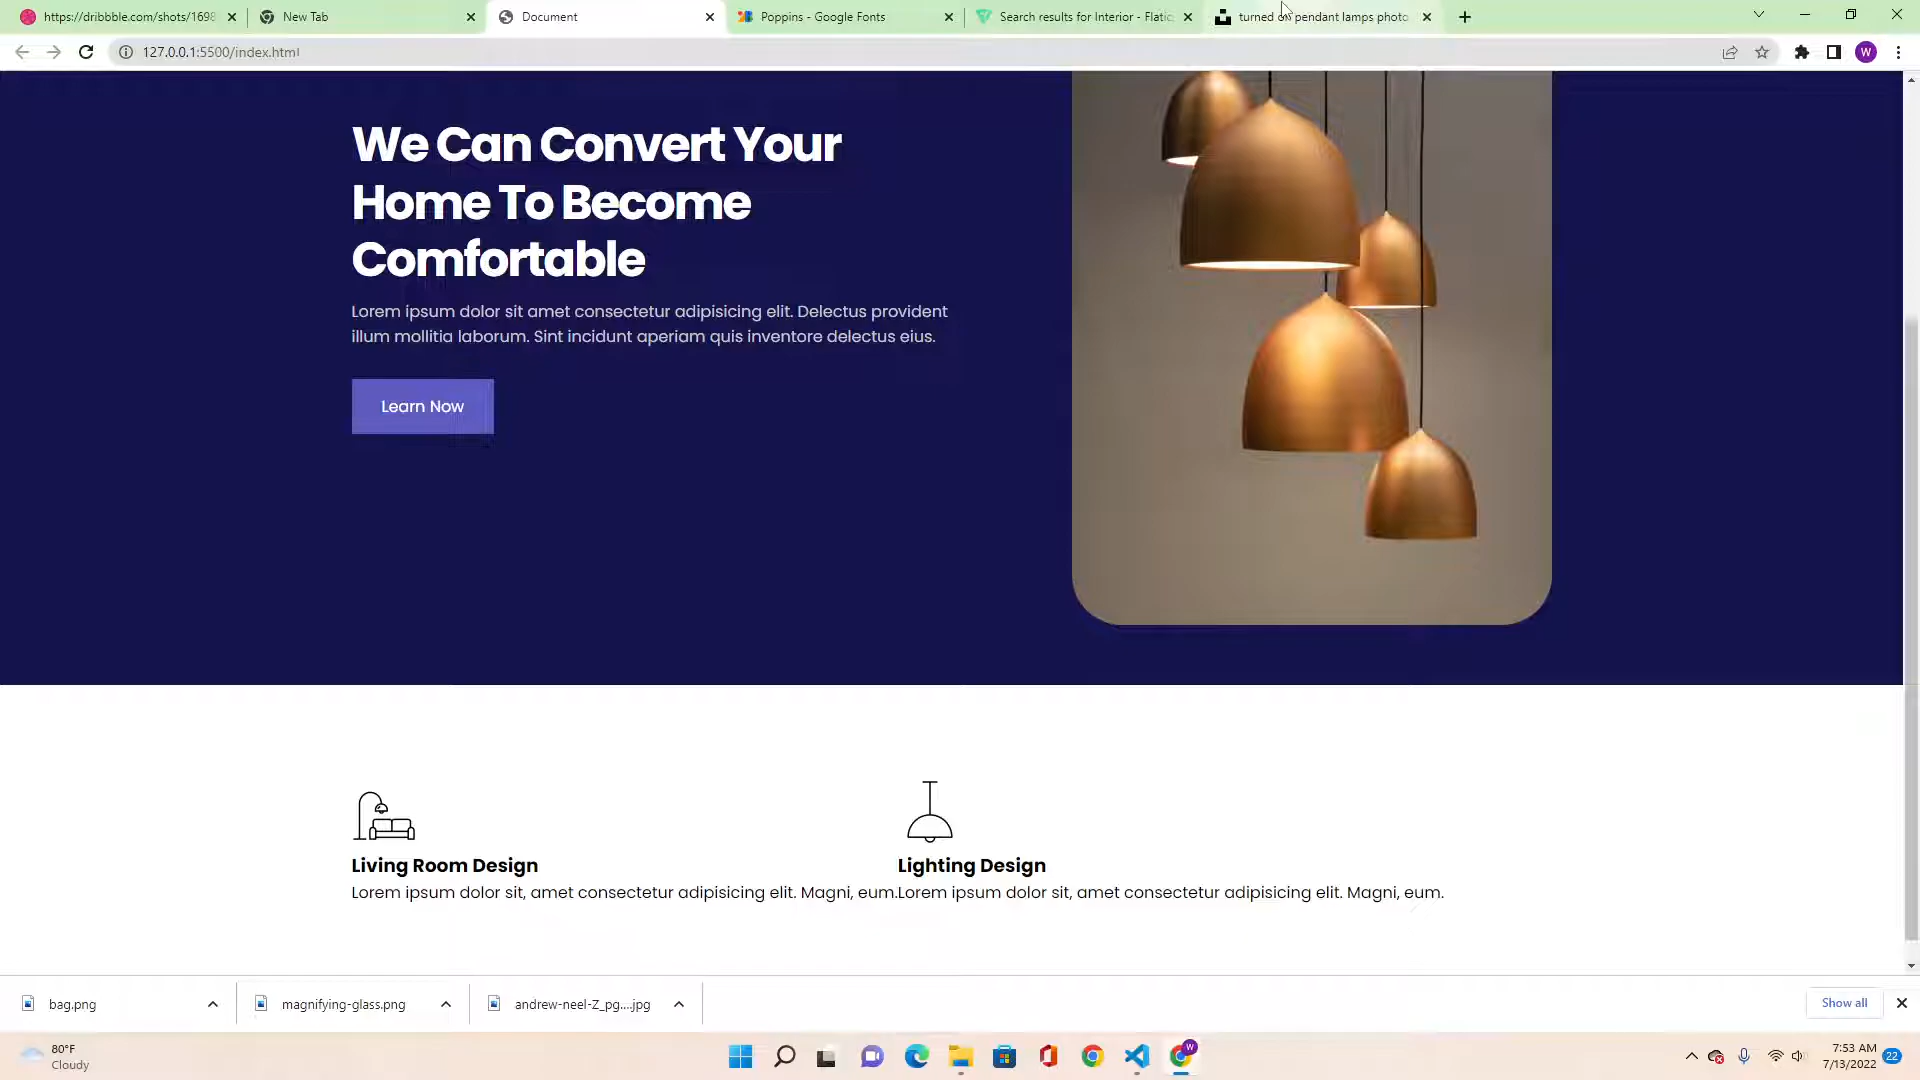 https://dribbble.com/shots/1698
New Tab
Document
Poppins - Google Fonts
Search results for Interior - Flatic
turned on pendant lamps photo
127.0.0.1:5500/index.html
W
We Can Convert Your
Home To Become
Comfortable
Lorem ipsum dolor sit amet consectetur adipisicing elit. Delectus provident
illum mollitia laborum. Sint incidunt aperiam quis inventore delectus eius.
Learn Now
Living Room Design
Lorem ipsum dolor sit, amet consectetur adipisicing elit. Magni, eum.
Lighting Design
Lorem ipsum dolor sit, amet consectetur adipisicing elit. Magni, eum.
bag.png
magnifying-glass.png
andrew-neel-Z_pg....jpg
Show all
80°F
Cloudy
W
7:53 AM
7/13/2022
22